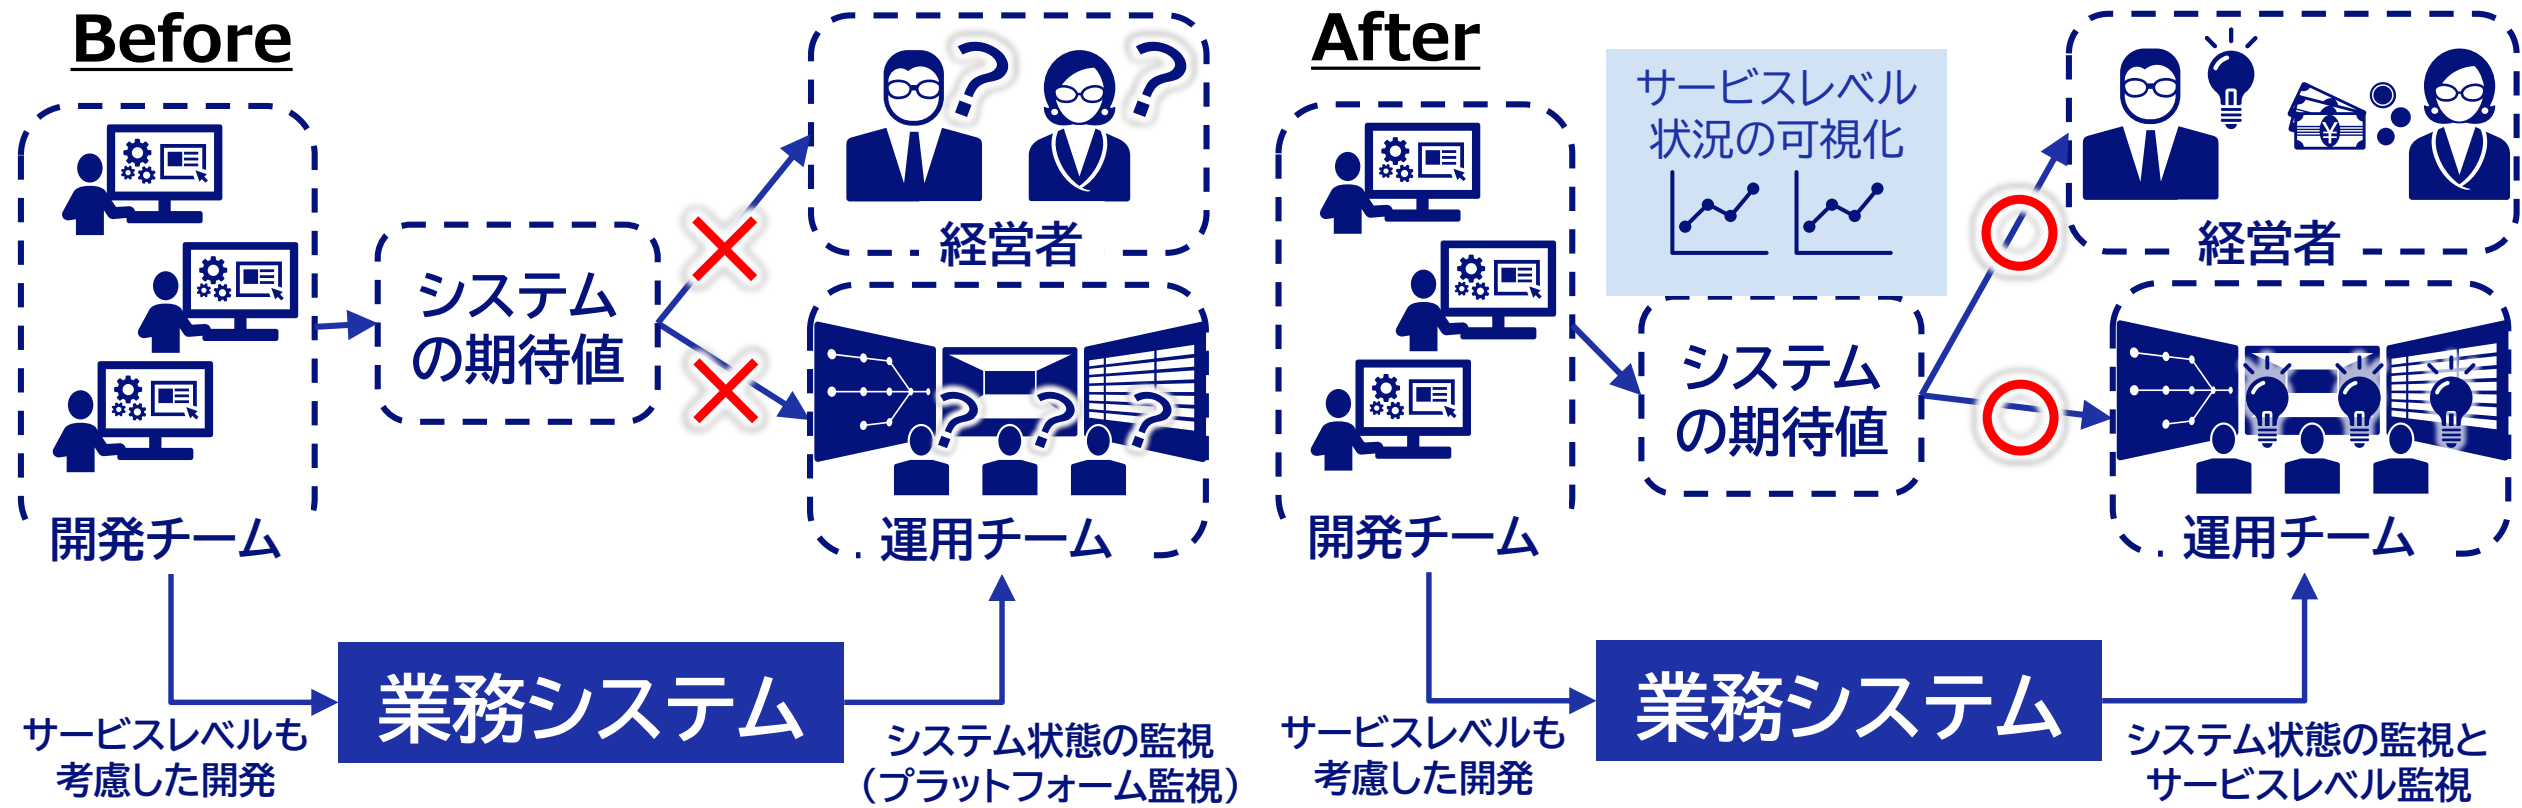 Before
開発チーム
システム
の期待値
?
?
経営者
?
?
?
運用チーム
業務システム
サービスレベルも
考慮した開発
システム状態の監視
（プラットフォーム監視）
After
開発チーム
サービスレベル
状況の可視化
システム
の期待値
¥
経営者
運用チーム
業務システム
サービスレベルも
考慮した開発
システム状態の監視と
サービスレベル監視